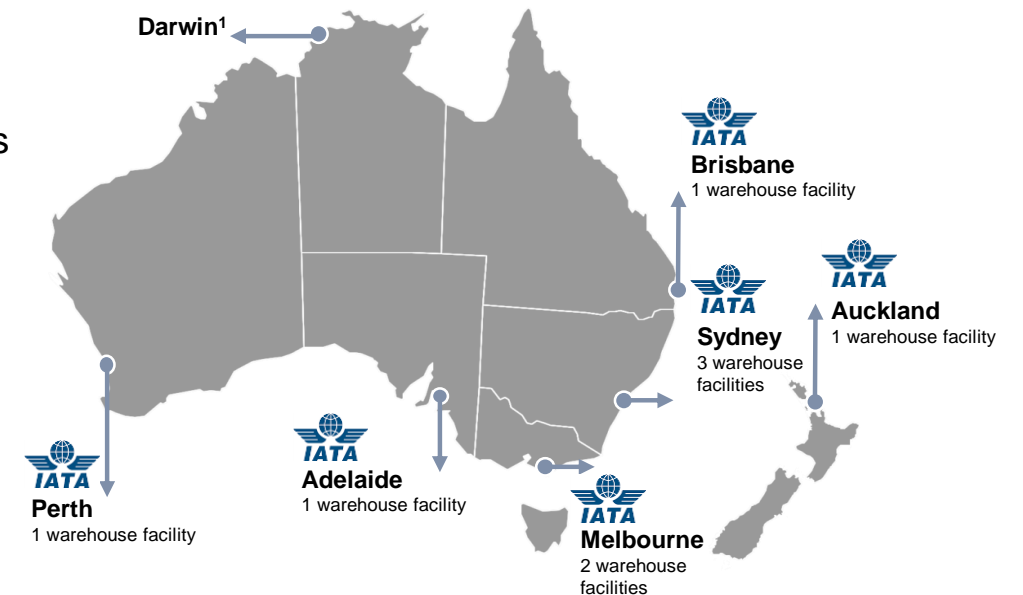 Darwin¹
s
IATA
Brisbane
1 warehouse facility
IATA
Sydney
3 warehouse
facilities
IATA
Auckland
1 warehouse facility
IATA
Perth
1 warehouse facility
IATA
Adelaide
1 warehouse facility
IATA
Melbourne
2 warehouse
facilities